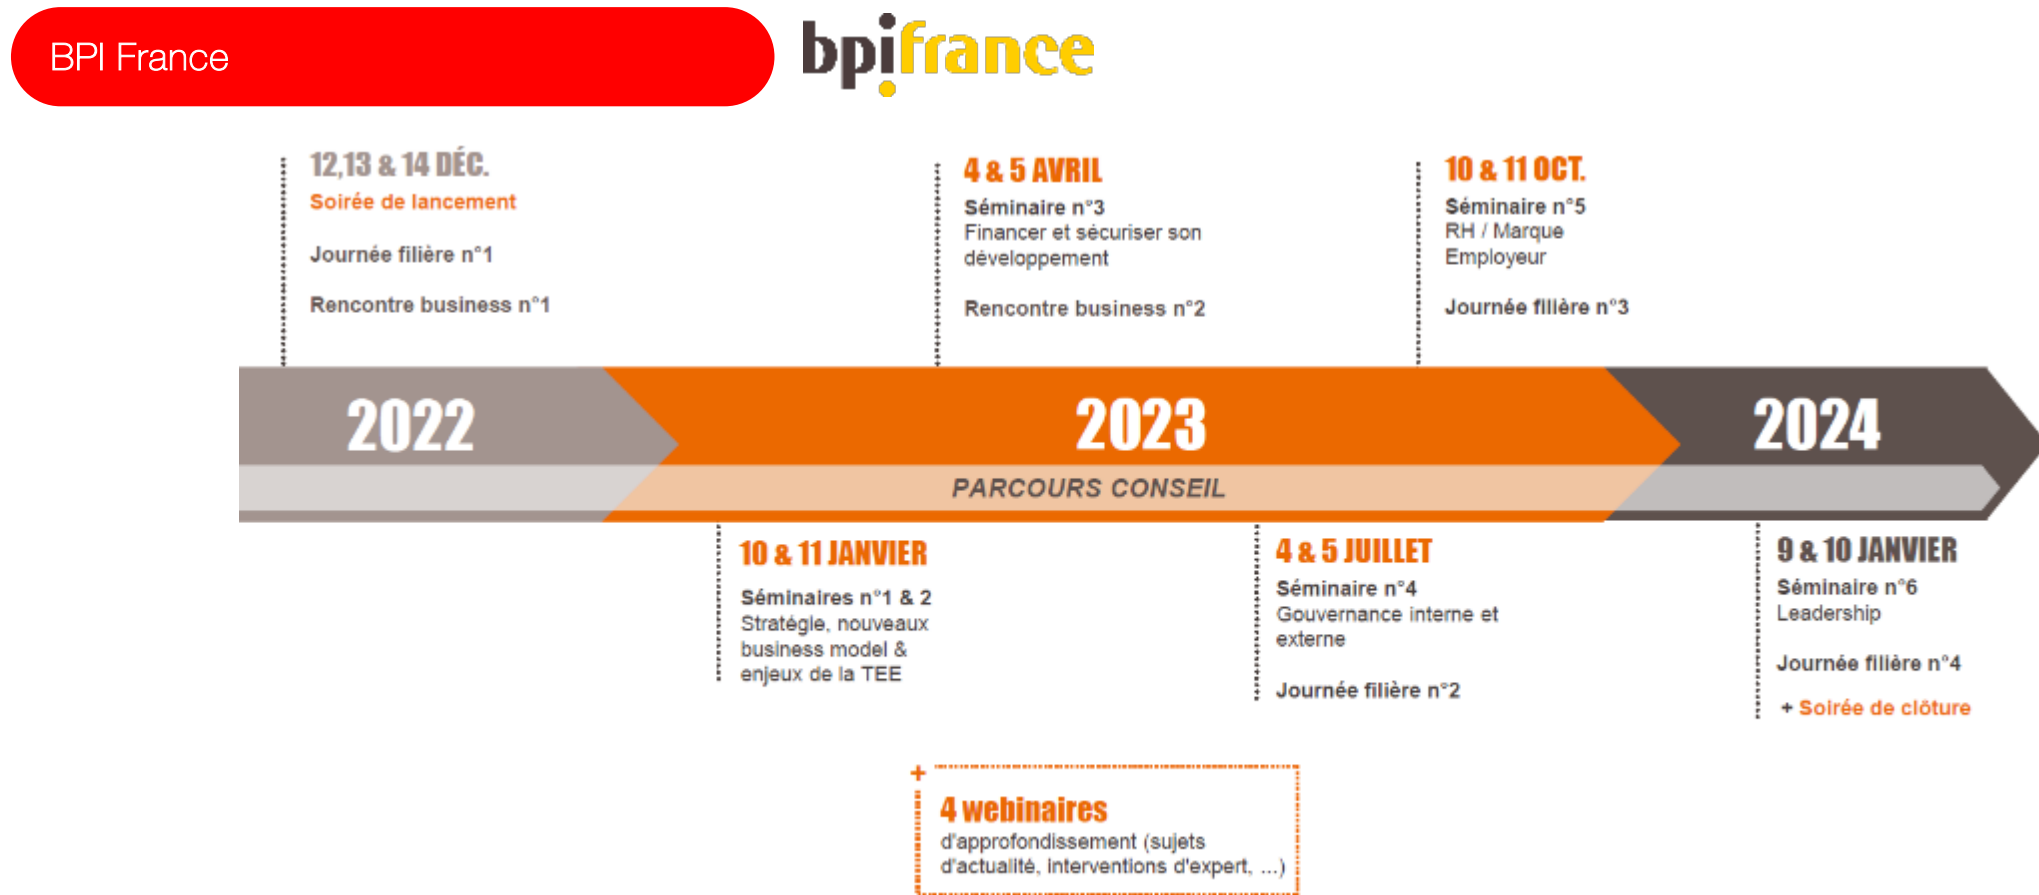 BPI France
bpifrance
12,13 & 14 DÉC.
Soirée de lancement
Journée filière n°1
Rencontre business n°1
4 & 5 AVRIL
Séminaire n°3
Financer et sécuriser son
développement
Rencontre business n°2
10 & 11 OCT.
Séminaire n°5
RH / Marque
Employeur
Journée filière n°3
2022
2023
2024
PARCOURS CONSEIL
10 & 11 JANVIER
Séminaires n°1 & 2
Stratégie, nouveaux
business model &
enjeux de la TEE
4 & 5 JUILLET
Séminaire n°4
Gouvernance interne et
externe
Journée filière n°2
9 & 10 JANVIER
Séminaire n°6
Leadership
Journée filière n°4
+ Soirée de clôture
+
4 webinaires
d'approfondissement (sujets
d'actualité, interventions d'expert, ...)